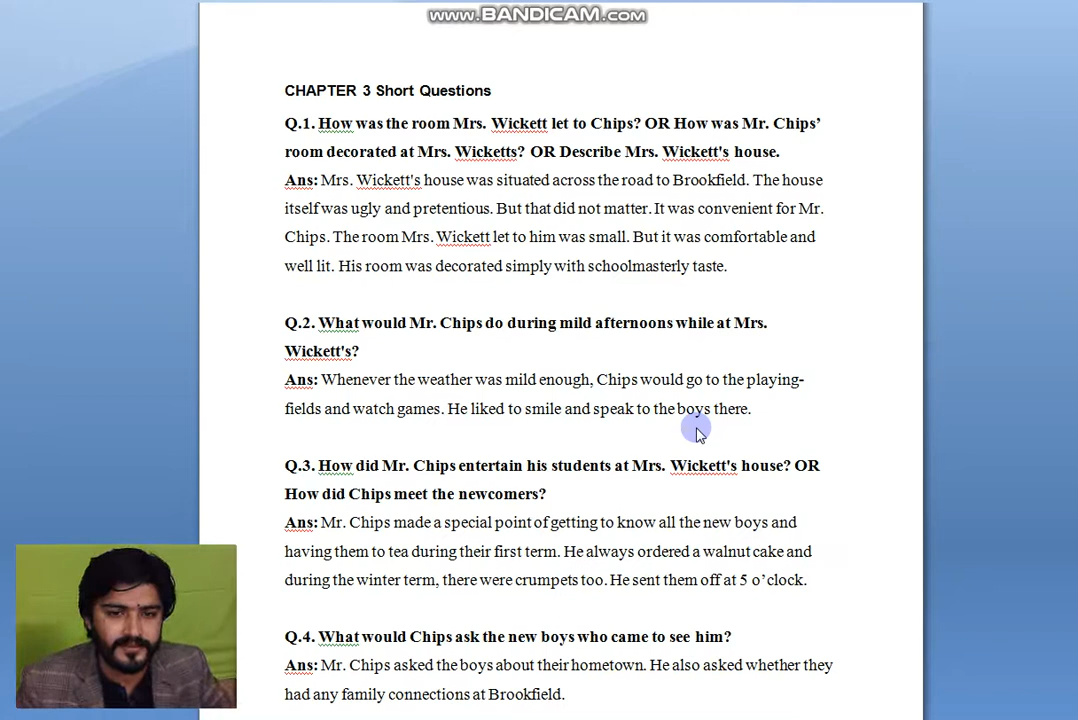 www.BANDICAM.com
CHAPTER 3 Short Questions
Q.1. How was the room Mrs. Wickett let to Chips? OR How was Mr. Chips’
room decorated at Mrs. Wicketts? OR Describe Mrs. Wickett's house.
Ans: Mrs. Wickett's house was situated across the road to Brookfield. The house
itself was ugly and pretentious. But that did not matter. It was convenient for Mr.
Chips. The room Mrs. Wickett let to him was small. But it was comfortable and
well lit. His room was decorated simply with schoolmasterly taste.
Q.2. What would Mr. Chips do during mild afternoons while at Mrs.
Wickett's?
Ans: Whenever the weather was mild enough, Chips would go to the playing-
fields and watch games. He liked to smile and speak to the boys there.
Q.3. How did Mr. Chips entertain his students at Mrs. Wickett's house? OR
How did Chips meet the newcomers?
Ans: Mr. Chips made a special point of getting to know all the new boys and
having them to tea during their first term. He always ordered a walnut cake and
during the winter term, there were crumpets too. He sent them off at 5 o’clock.
Q.4. What would Chips ask the new boys who came to see him?
Ans: Mr. Chips asked the boys about their hometown. He also asked whether they
had any family connections at Brookfield.